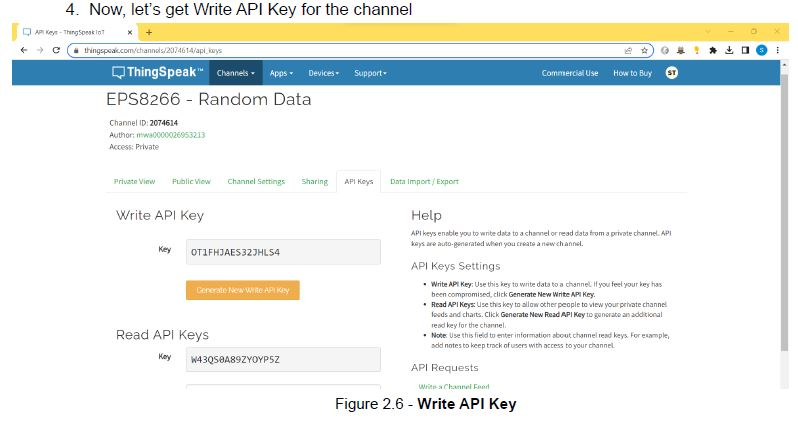 4. Now, let's get Write API Key for the channel
API Keys - ThingSpeak IoT
thingspeak.com/channels/2074614/api_keys
ThingSpeak™ Channels Apps Devices Support Commercial Use How to Buy ST
EPS8266 - Random Data
Channel ID: 2074614
Author: mwa0000026953213
Access: Private
Private View Public View Channel Settings Sharing API Keys Data Import / Export
Write API Key
Key OT1FHJAES32JHLS4
Generate New Write API Key
Read API Keys
Key W43QS0A89ZYOYP5Z
Help
API keys enable you to write data to a channel or read data from a private channel. API
keys are auto-generated when you create a new channel.
API Keys Settings
• Write API Key: Use this key to write data to a channel. If you feel your key has
been compromised, click Generate New Write API Key.
• Read API Keys: Use this key to allow other people to view your private channel
feeds and charts. Click Generate New Read API Key to generate an additional
read key for the channel.
• Note: Use this field to enter information about channel read keys. For example,
add notes to keep track of users with access to your channel.
API Requests
Write a Channel Feed
Figure 2.6 - Write API Key